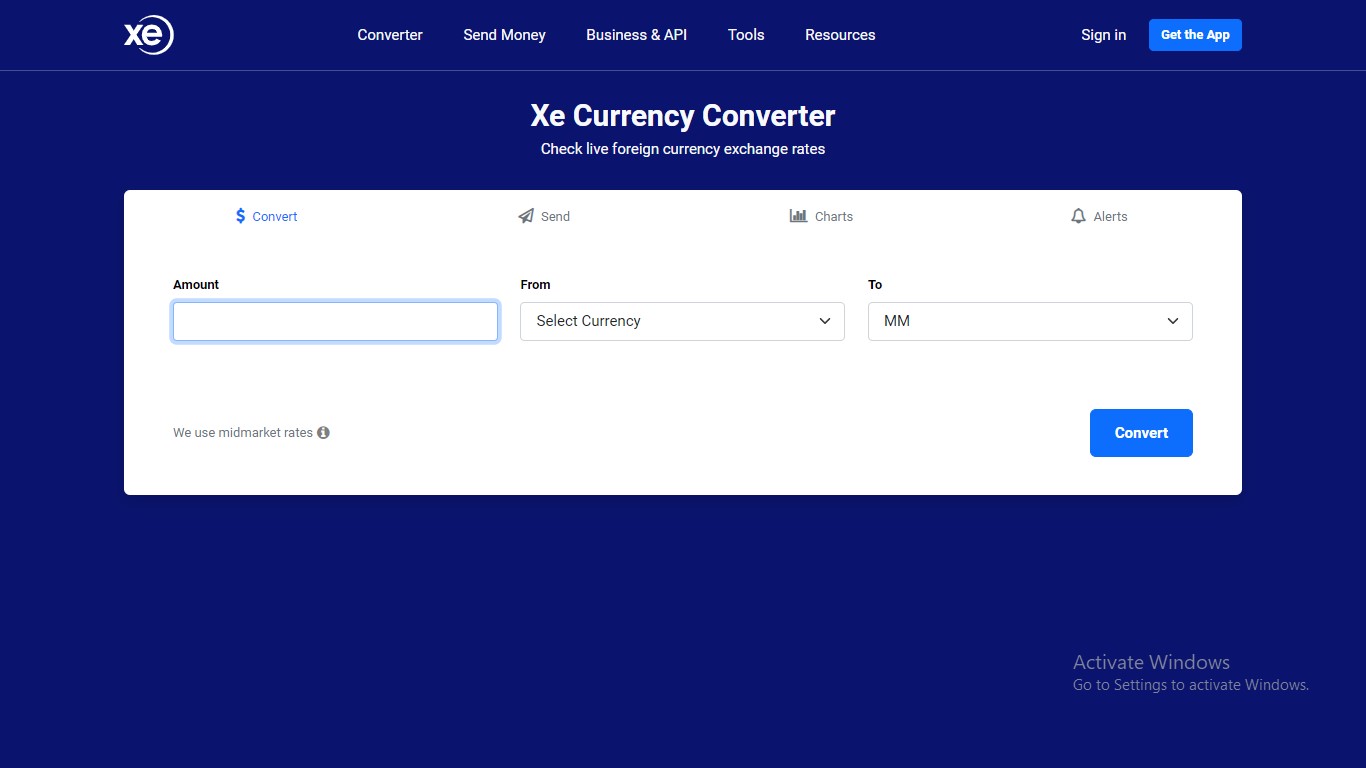 xe
Converter Send Money Business & API Tools Resources Sign in Get the App
Xe Currency Converter
Check live foreign currency exchange rates
$ Convert Send Charts Alerts
Amount From To
Select Currency MM
We use midmarket rates
Convert
Activate Windows
Go to Settings to activate Windows.